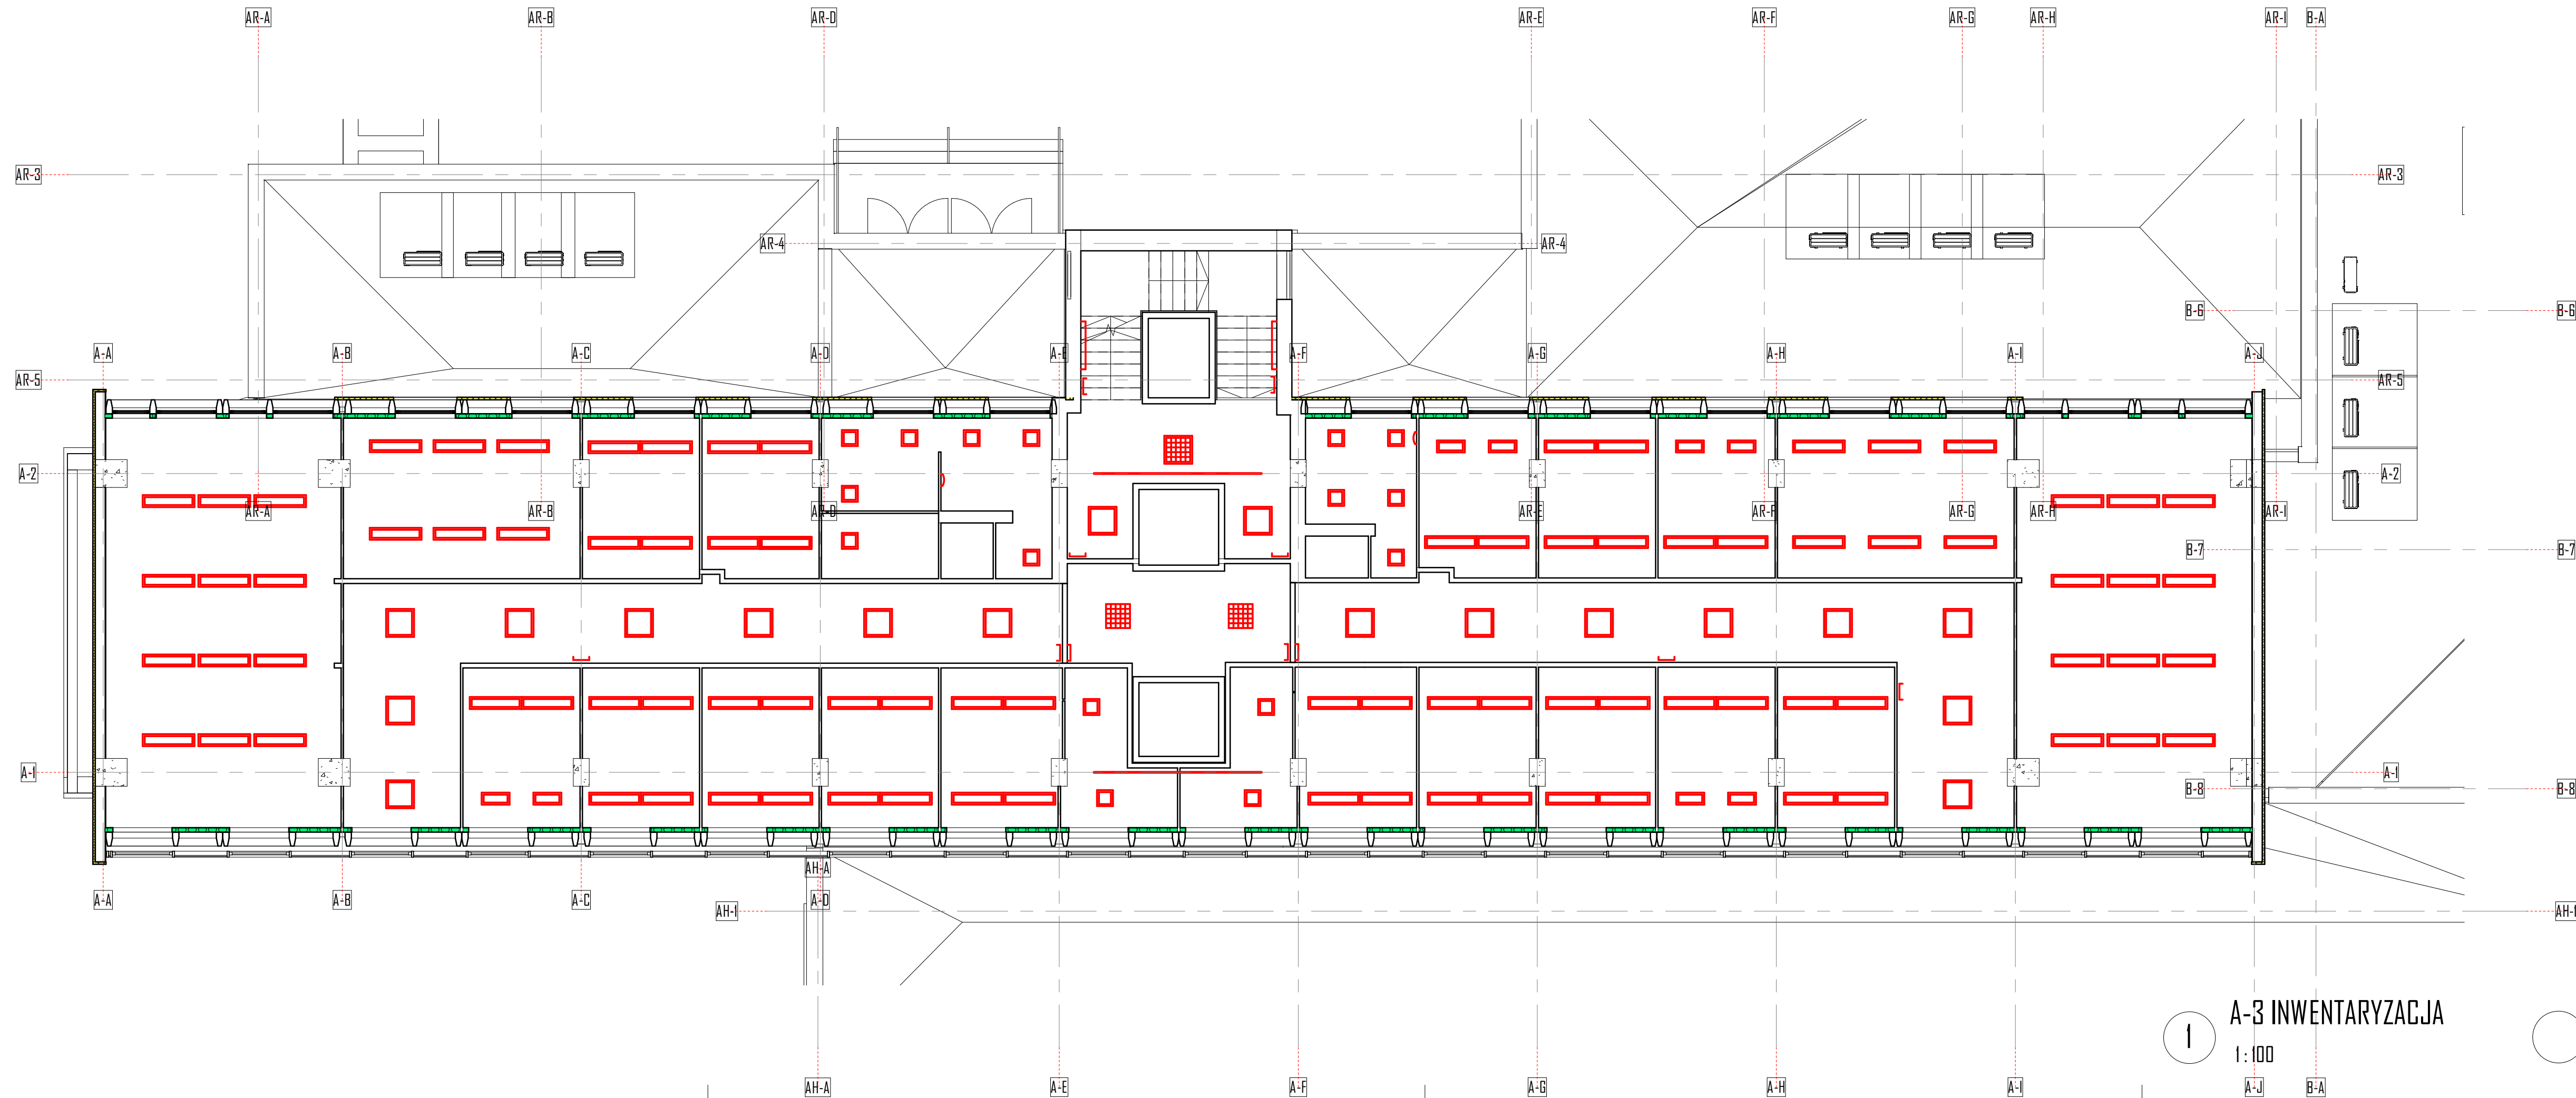 AR-A AR-B AR-D AR-E AR-F AR-G AR-H AR-I B-A
AR-3 AR-3
AR-4 AR-4
B-6 B-6
A-A A-B A-C A-D A-E A-F A-G A-H A-I A-J
AR-5 AR-5
A-2 A-2
AR-A AR-B AR-D AR-E AR-F AR-G AR-H AR-I
B-7 B-7
A-1 A-1
B-8 B-8
AH-A
A-A A-B A-C A-D
AH-1 AH-1
A-3 INWENTARYZACJA
1
1 : 100
AH-A A-E A-F A-G A-H A-I A-J B-A